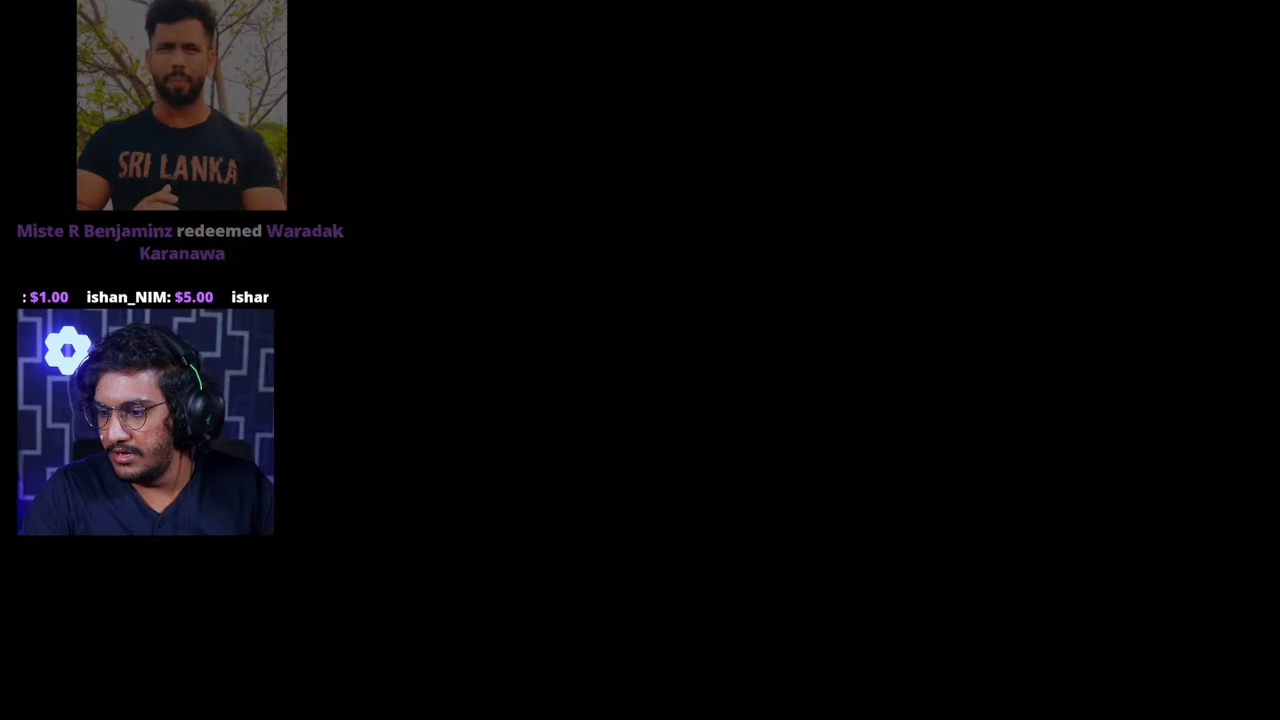 SRI LANKA
Miste R Benjaminz redeemed Waradak
Karanawa
: $1.00 ishan_NIM: $5.00 ishar